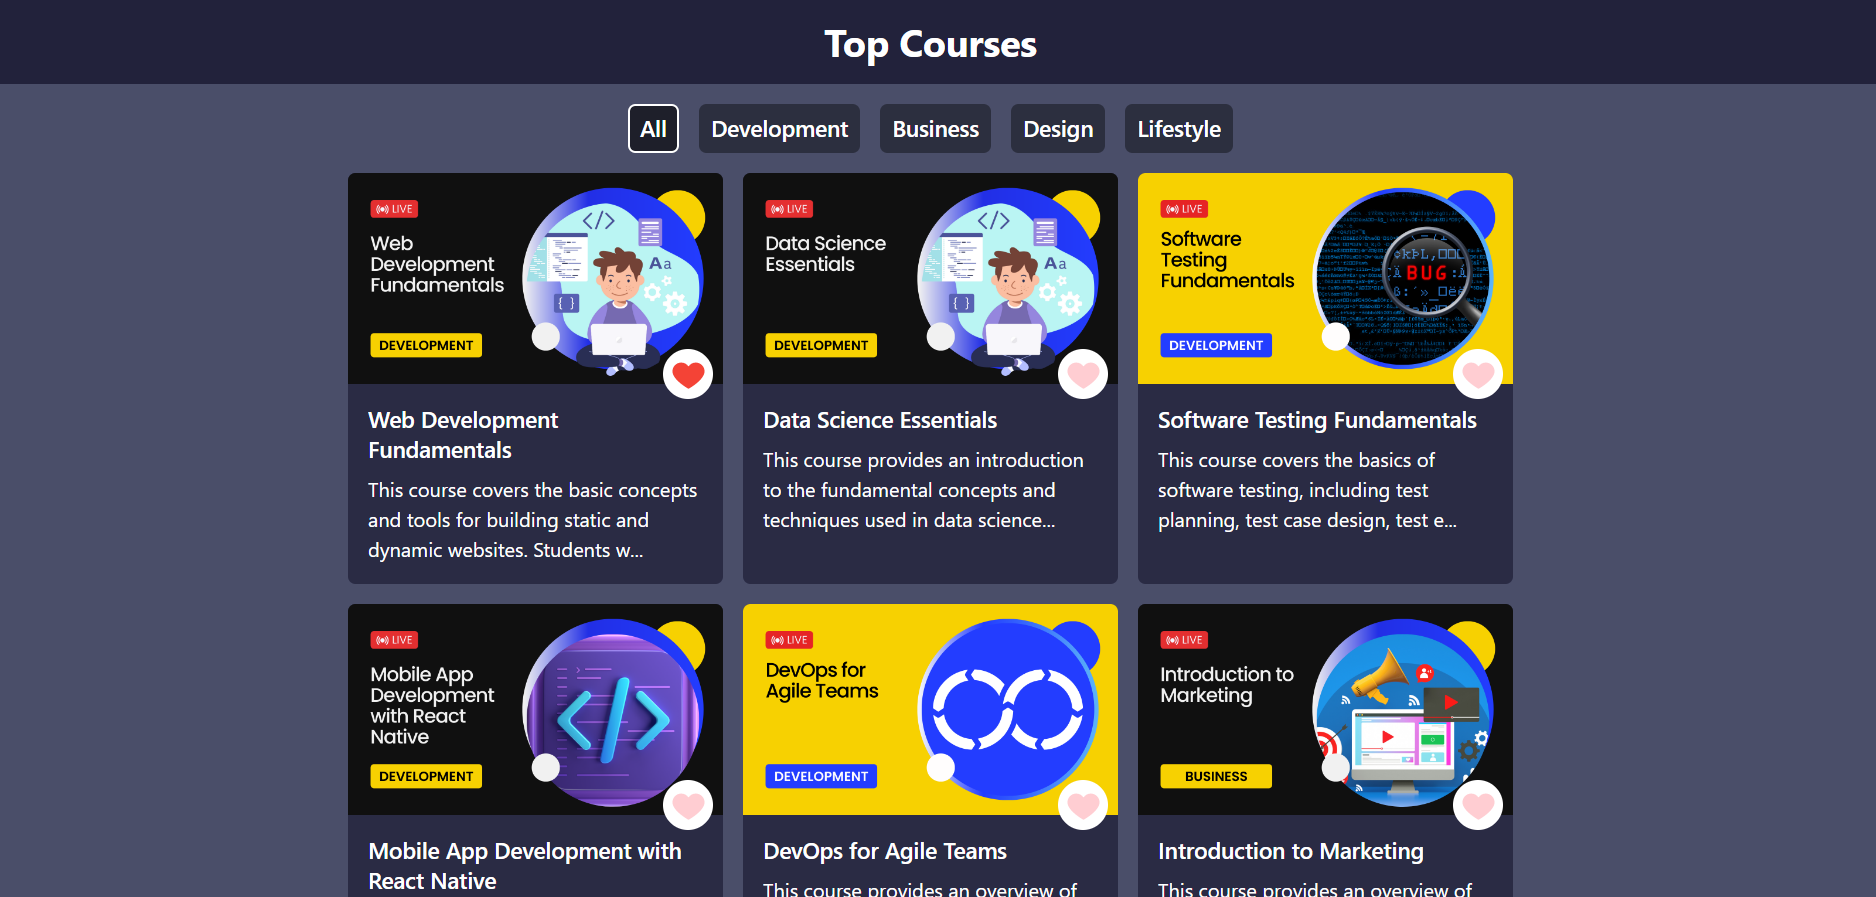 Top Courses
All Development Business Design Lifestyle
LIVE
Web
Development
Fundamentals
DEVELOPMENT
Aa
Web Development
Fundamentals
This course covers the basic concepts
and tools for building static and
dynamic websites. Students w...
LIVE
Data Science
Essentials
DEVELOPMENT
Aa
Data Science Essentials
This course provides an introduction
to the fundamental concepts and
techniques used in data science...
LIVE
Software
Testing
Fundamentals
DEVELOPMENT
BUG
Software Testing Fundamentals
This course covers the basics of
software testing, including test
planning, test case design, test e...
LIVE
Mobile App
Development
with React
Native
DEVELOPMENT
Mobile App Development with
React Native
LIVE
DevOps for
Agile Teams
DEVELOPMENT
DevOps for Agile Teams
This course provides an overview of
LIVE
Introduction to
Marketing
BUSINESS
Introduction to Marketing
This course provides an overview of